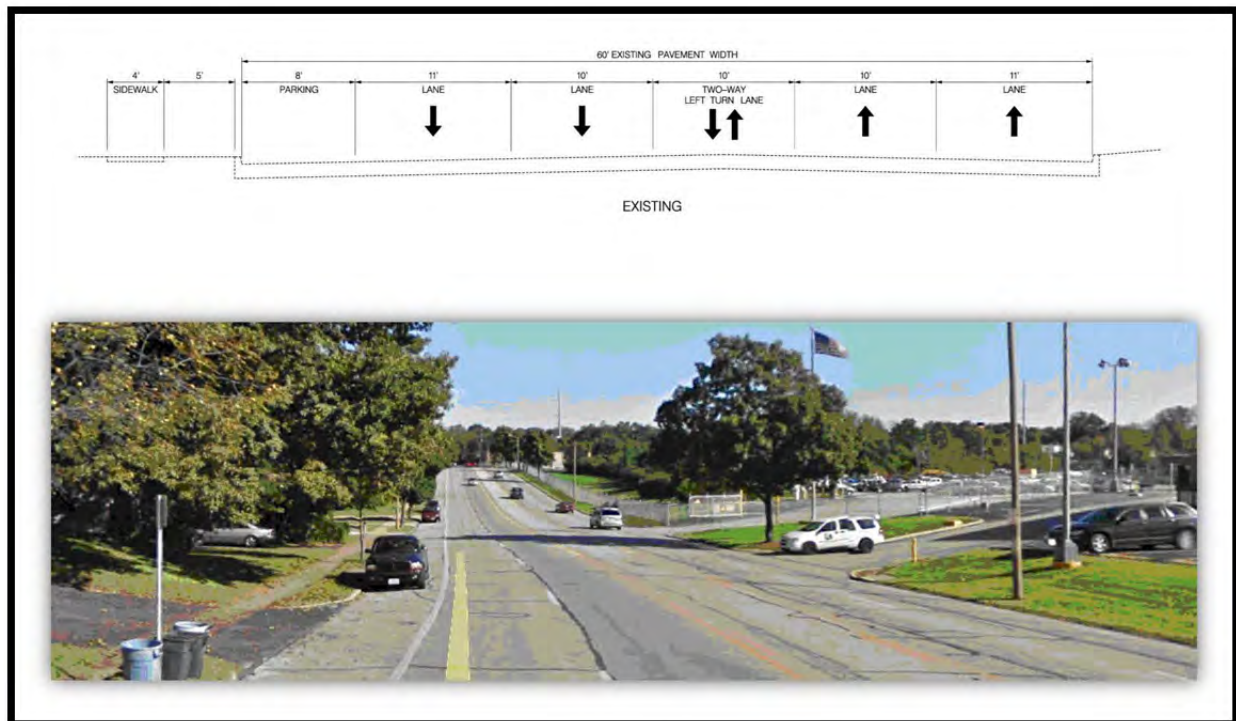 60' EXISTING PAVEMENT WIDTH
4' 5' 8' 11' 10' 10' 10' 11'
SIDEWALK PARKING LANE LANE TWO-WAY LANE LANE
LEFT TURN LANE
EXISTING